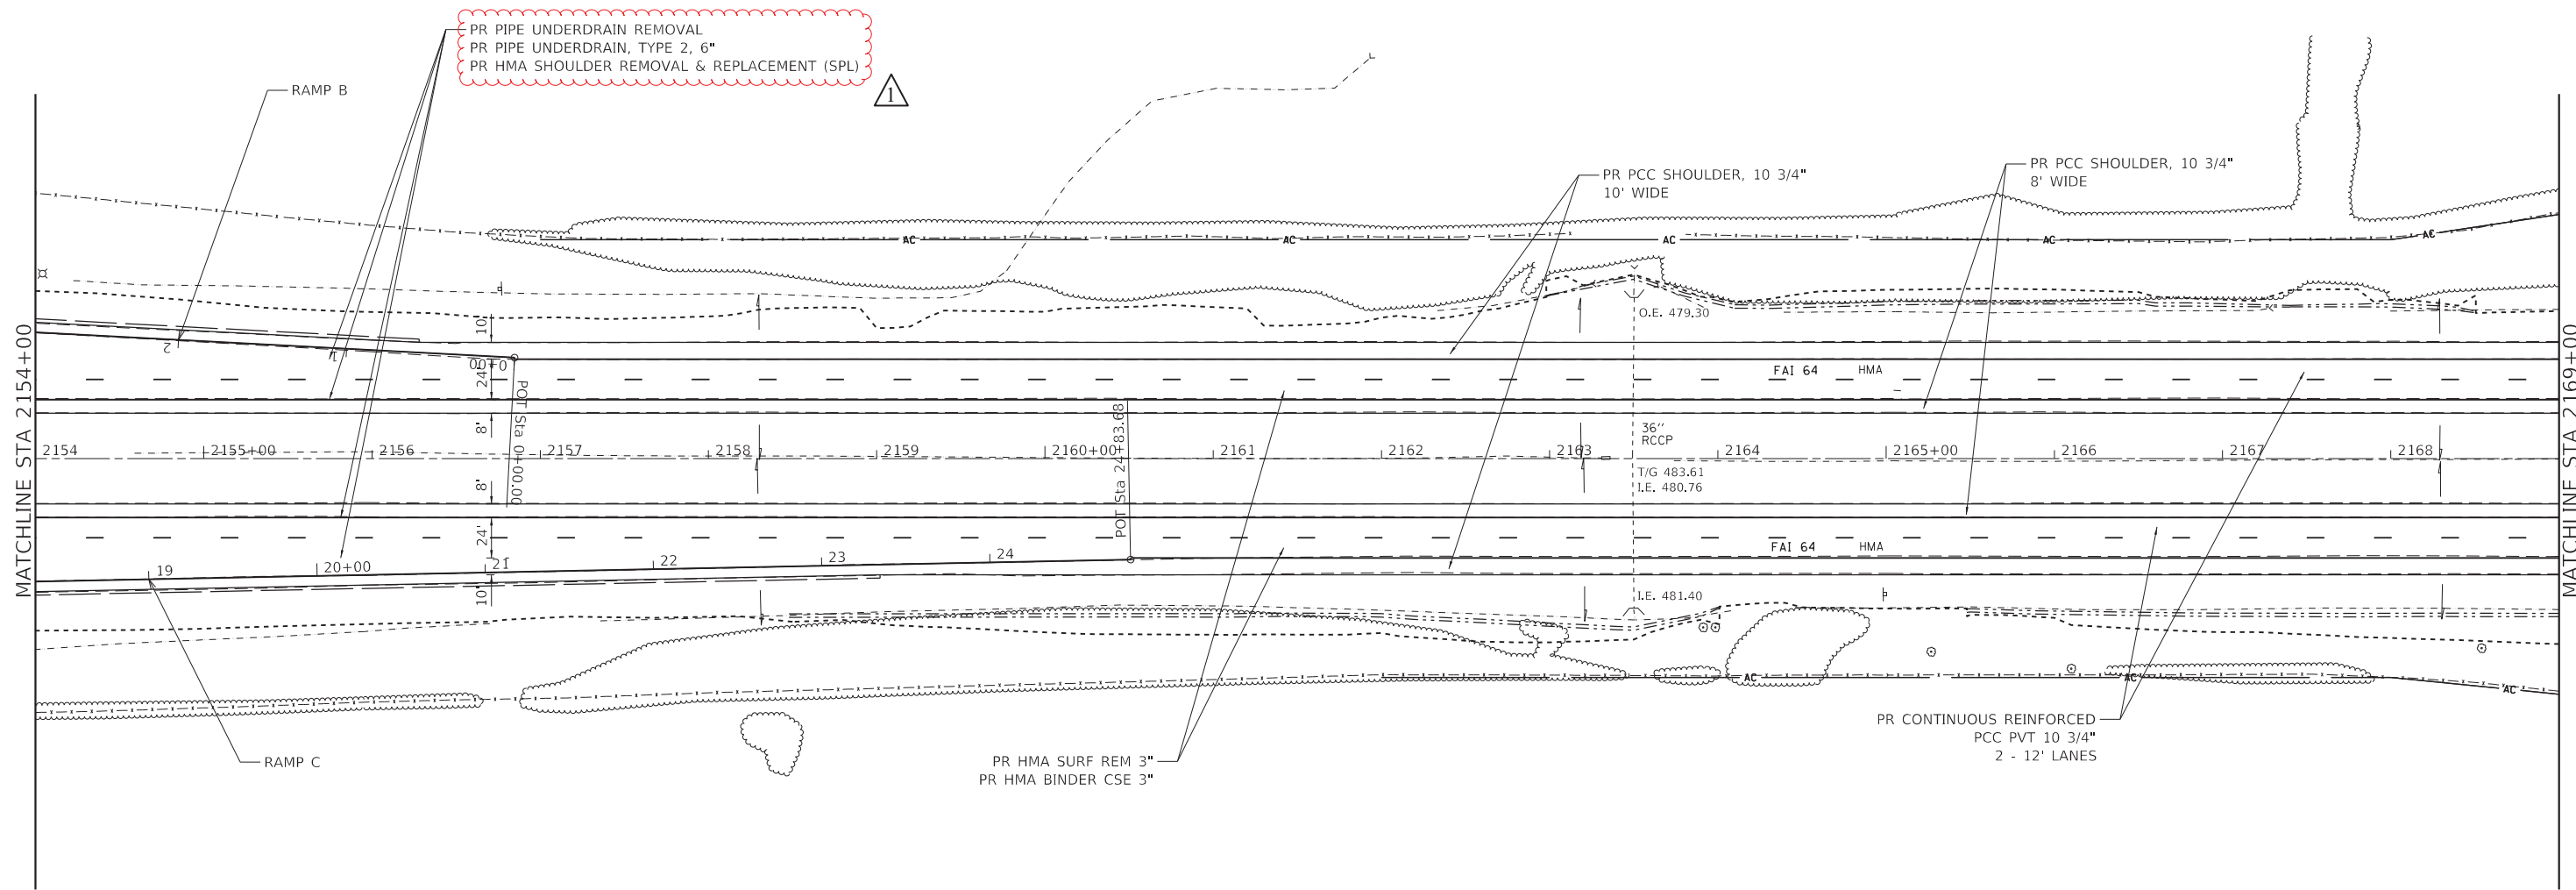 PR PIPE UNDERDRAIN REMOVAL
PR PIPE UNDERDRAIN, TYPE 2, 6"
PR HMA SHOULDER REMOVAL & REPLACEMENT (SPL)
1
RAMP B
PR PCC SHOULDER, 10 3/4"
10' WIDE
PR PCC SHOULDER, 10 3/4"
8' WIDE
AC
AC
AC
AC
AC
O.E. 479.30
MATCHLINE STA 2154+00
MATCHLINE STA 2169+00
2
1
0+00
10'
24'
8'
8'
24'
10'
POT Sta 0+00.00
POT Sta 24+83.68
FAI 64 HMA
36"
RCCP
2154 2155+00 2156 2157 2158 2159 2160+00 2161 2162 2163 2164 2165+00 2166 2167 2168
T/G 483.61
I.E. 480.76
FAI 64 HMA
19 20+00 21 22 23 24
I.E. 481.40
AC
AC
AC
RAMP C
PR HMA SURF REM 3"
PR HMA BINDER CSE 3"
PR CONTINUOUS REINFORCED
PCC PVT 10 3/4"
2 - 12' LANES